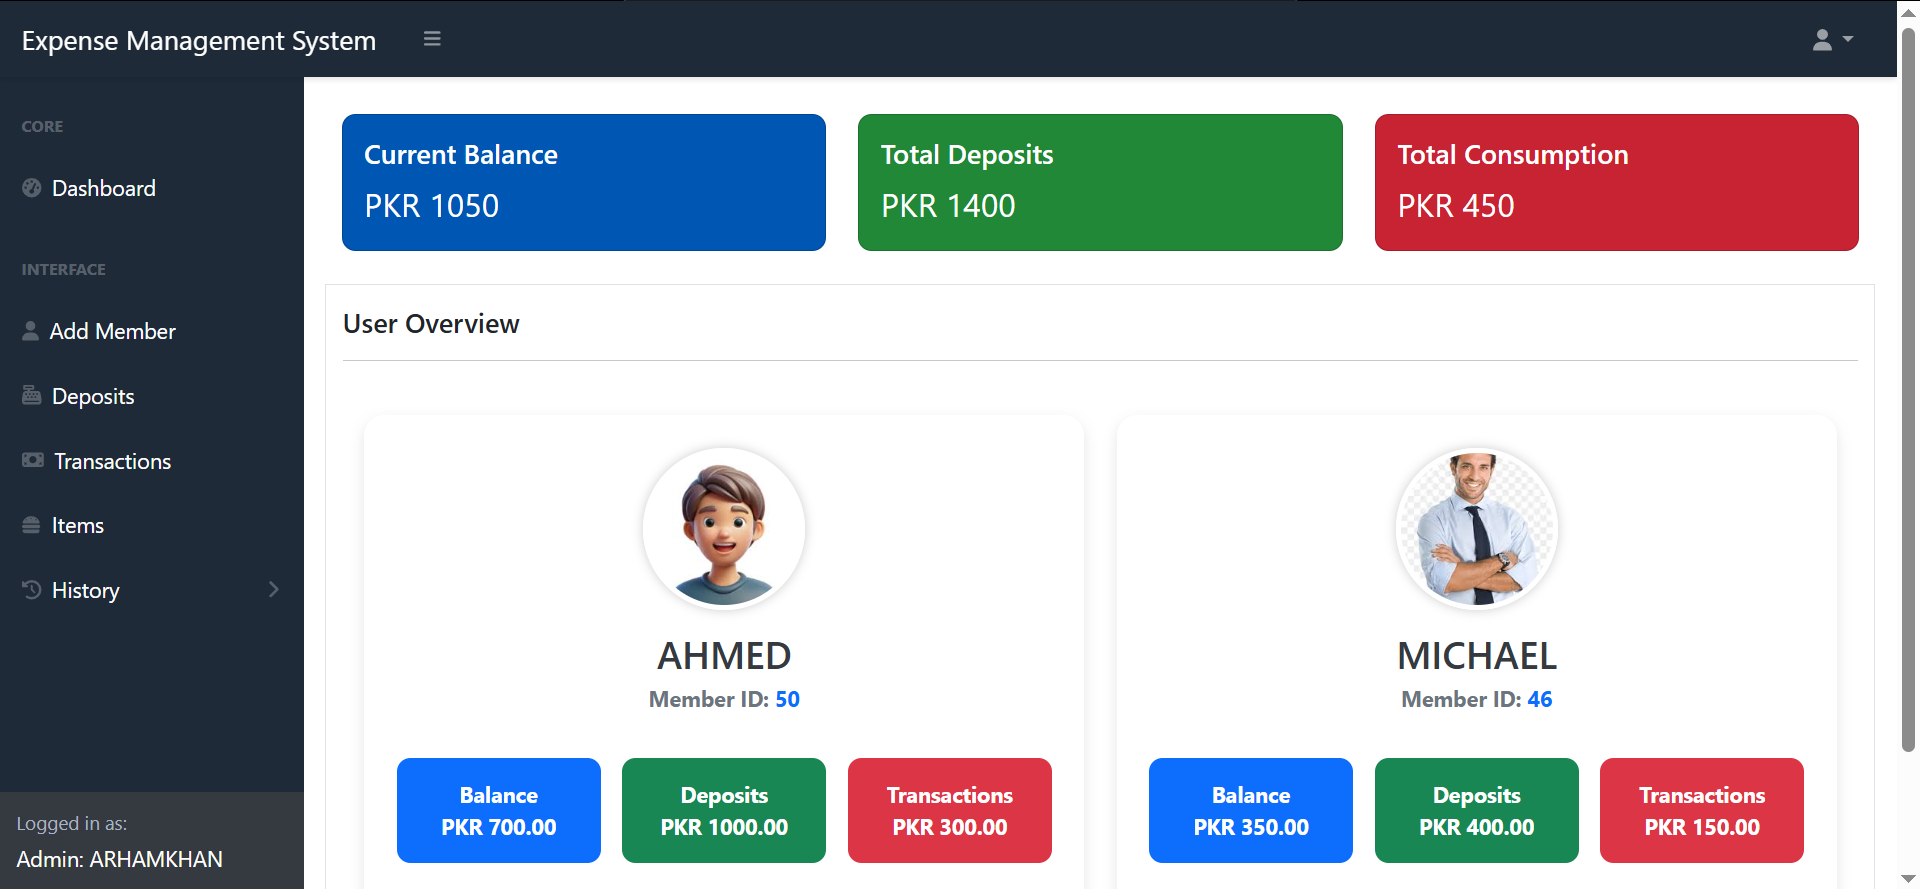 Expense Management System
CORE
Dashboard
INTERFACE
Add Member
Deposits
Transactions
Items
History
Logged in as:
Admin: ARHAMKHAN
Current Balance
PKR 1050
Total Deposits
PKR 1400
Total Consumption
PKR 450
User Overview
AHMED
Member ID: 50
Balance
PKR 700.00
Deposits
PKR 1000.00
Transactions
PKR 300.00
MICHAEL
Member ID: 46
Balance
PKR 350.00
Deposits
PKR 400.00
Transactions
PKR 150.00